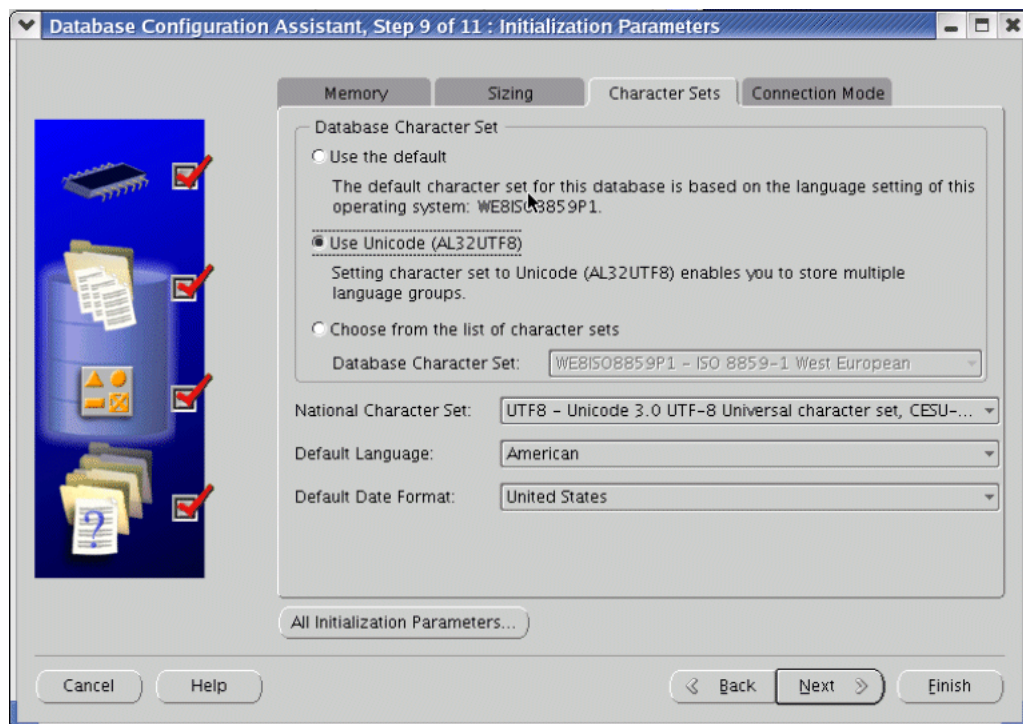 Database Configuration Assistant, Step 9 of 11 : Initialization Parameters
Memory
Sizing
Character Sets
Connection Mode
Database Character Set
Use the default
The default character set for this database is based on the language setting of this
operating system: WE8ISO8859P1.
Use Unicode (AL32UTF8)
Setting character set to Unicode (AL32UTF8) enables you to store multiple
language groups.
Choose from the list of character sets
Database Character Set: WE8ISO8859P1 - ISO 8859-1 West European
National Character Set: UTF8 - Unicode 3.0 UTF-8 Universal character set, CESU-...
Default Language: American
Default Date Format: United States
?
All Initialization Parameters...
Cancel
Help
Back
Next
Finish